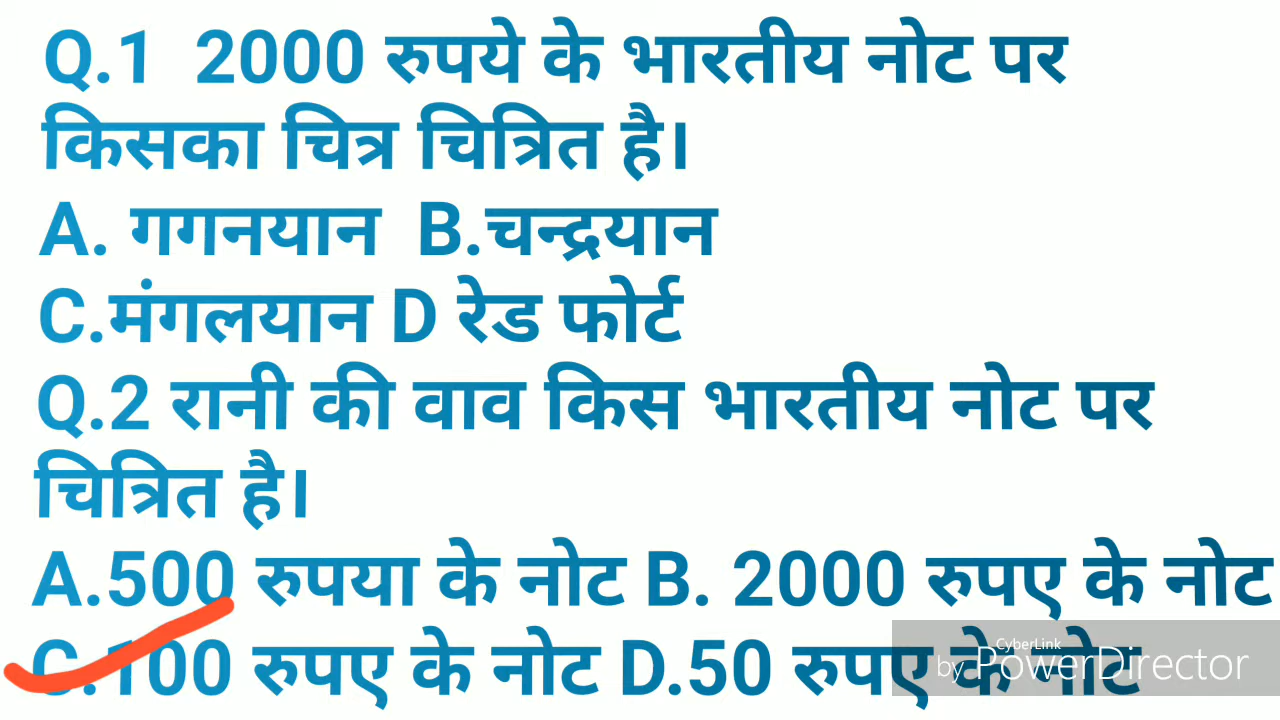 Q.1 2000 रुपये के भारतीय नोट पर
किसका चित्र चित्रित है।
A. गगनयान B.चन्द्रयान
C.मंगलयान D रेड फोर्ट
Q.2 रानी की वाव किस भारतीय नोट पर
चित्रित है।
A.500 रुपया के नोट B. 2000 रुपए के नोट
C.100 रुपए के नोट D.50 रुपए के नोट
CyberLink
by PowerDirector